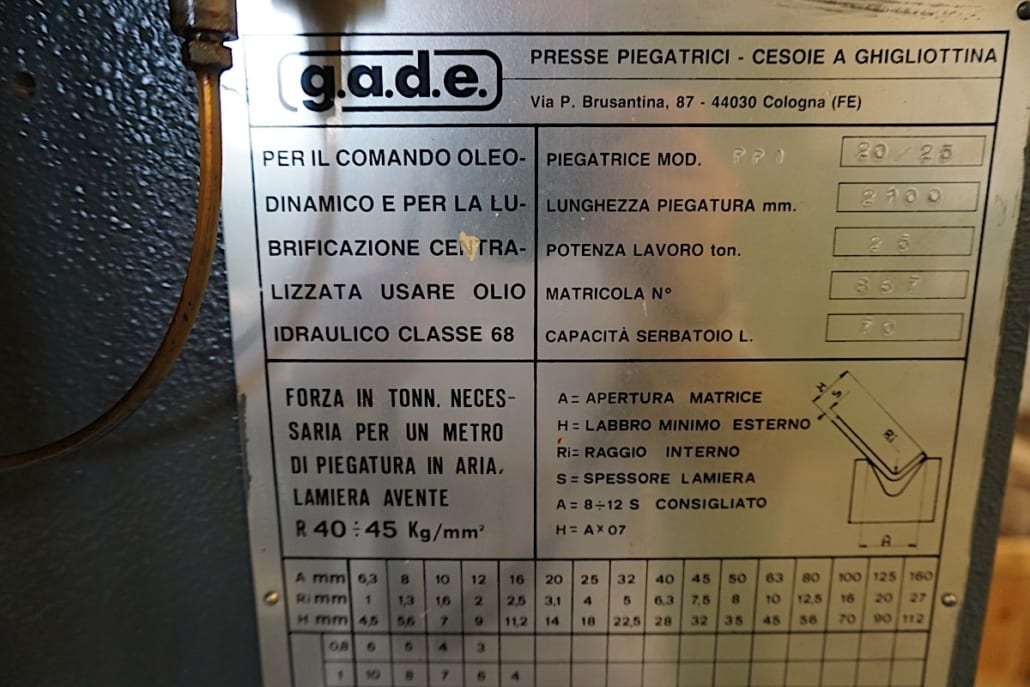 g.a.d.e.
PRESSE PIEGATRICI - CESOIE A GHIGLIOTTINA
Via P. Brusantina, 87 - 44030 Cologna (FE)
PER IL COMANDO OLEO-
DINAMICO E PER LA LU-
BRIFICAZIONE CENTRA-
LIZZATA USARE OLIO
IDRAULICO CLASSE 68
PIEGATRICE MOD. PP1 20/25
LUNGHEZZA PIEGATURA mm. 2100
POTENZA LAVORO ton. 25
MATRICOLA N° 857
CAPACITÀ SERBATOIO L. 70
FORZA IN TONN. NECES-
SARIA PER UN METRO
DI PIEGATURA IN ARIA,
LAMIERA AVENTE
R 40÷45 Kg/mm²
A = APERTURA MATRICE
H = LABBRO MINIMO ESTERNO
Ri= RAGGIO INTERNO
S = SPESSORE LAMIERA
A = 8÷12 S CONSIGLIATO
H = A×07
H
S
Ri
A
A mm 6,3 8 10 12 16 20 25 32 40 45 50 63 80 100 125 160
Ri mm 1 1,3 1,6 2 2,5 3,1 4 5 6,3 7,5 8 10 12,5 16 20 27
H mm 4,5 5,6 7 9 11,2 14 18 22,5 28 32 35 45 56 70 90 112
0,8 6 5 4 3
1 10 8 7 6 4